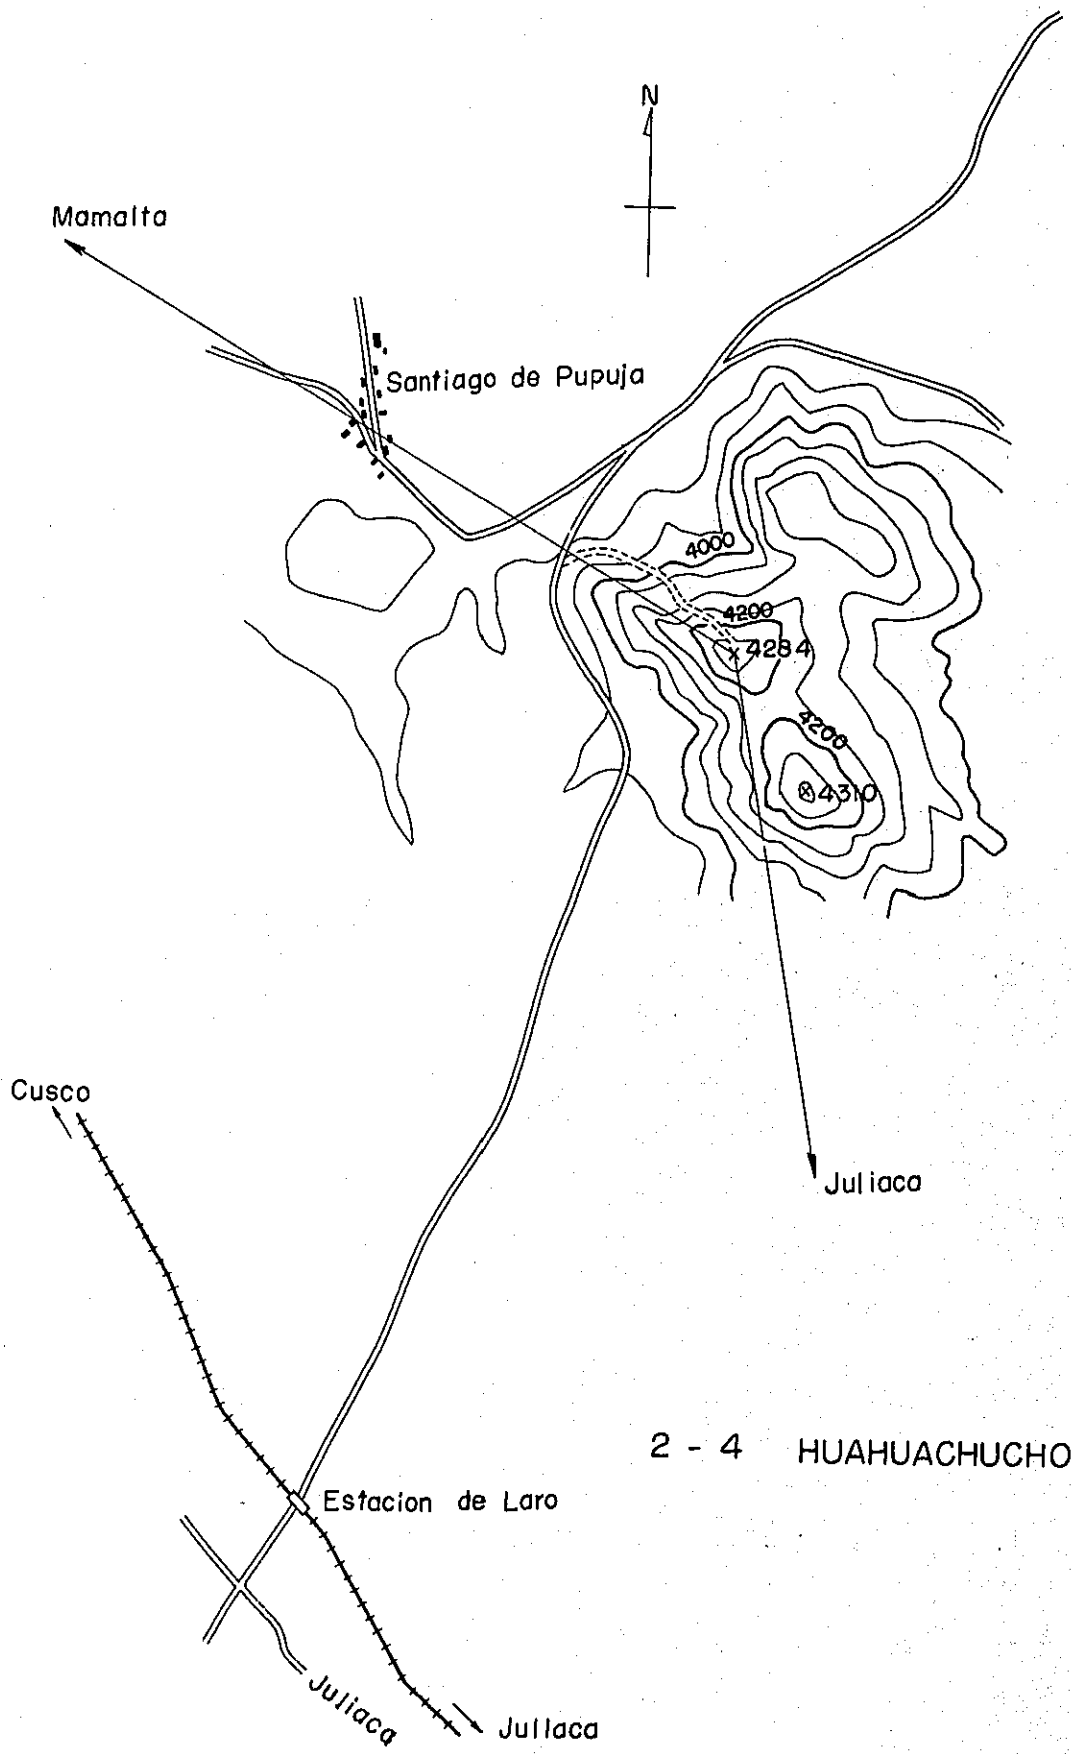 N
Mamalta
Santiago de Pupuja
4000
4200
4284
4200
4310
Cusco
Juliaca
2 - 4 HUAHUACHUCHO
Estacion de Laro
Juliaca
Juliaca